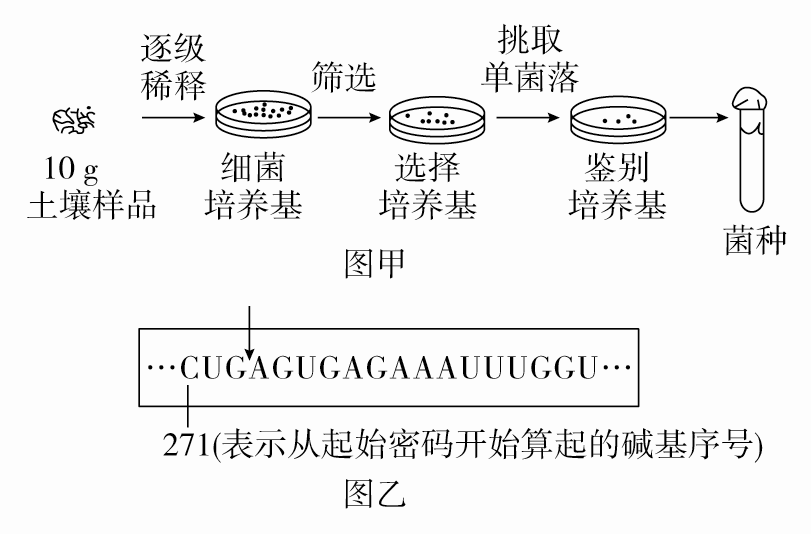 逐级
稀释
筛选
挑取
单菌落
10 g
土壤样品
细菌
培养基
选择
培养基
鉴别
培养基
菌种
图甲
…CUGAGUGAGAAAUUUGGU…
271(表示从起始密码开始算起的碱基序号)
图乙